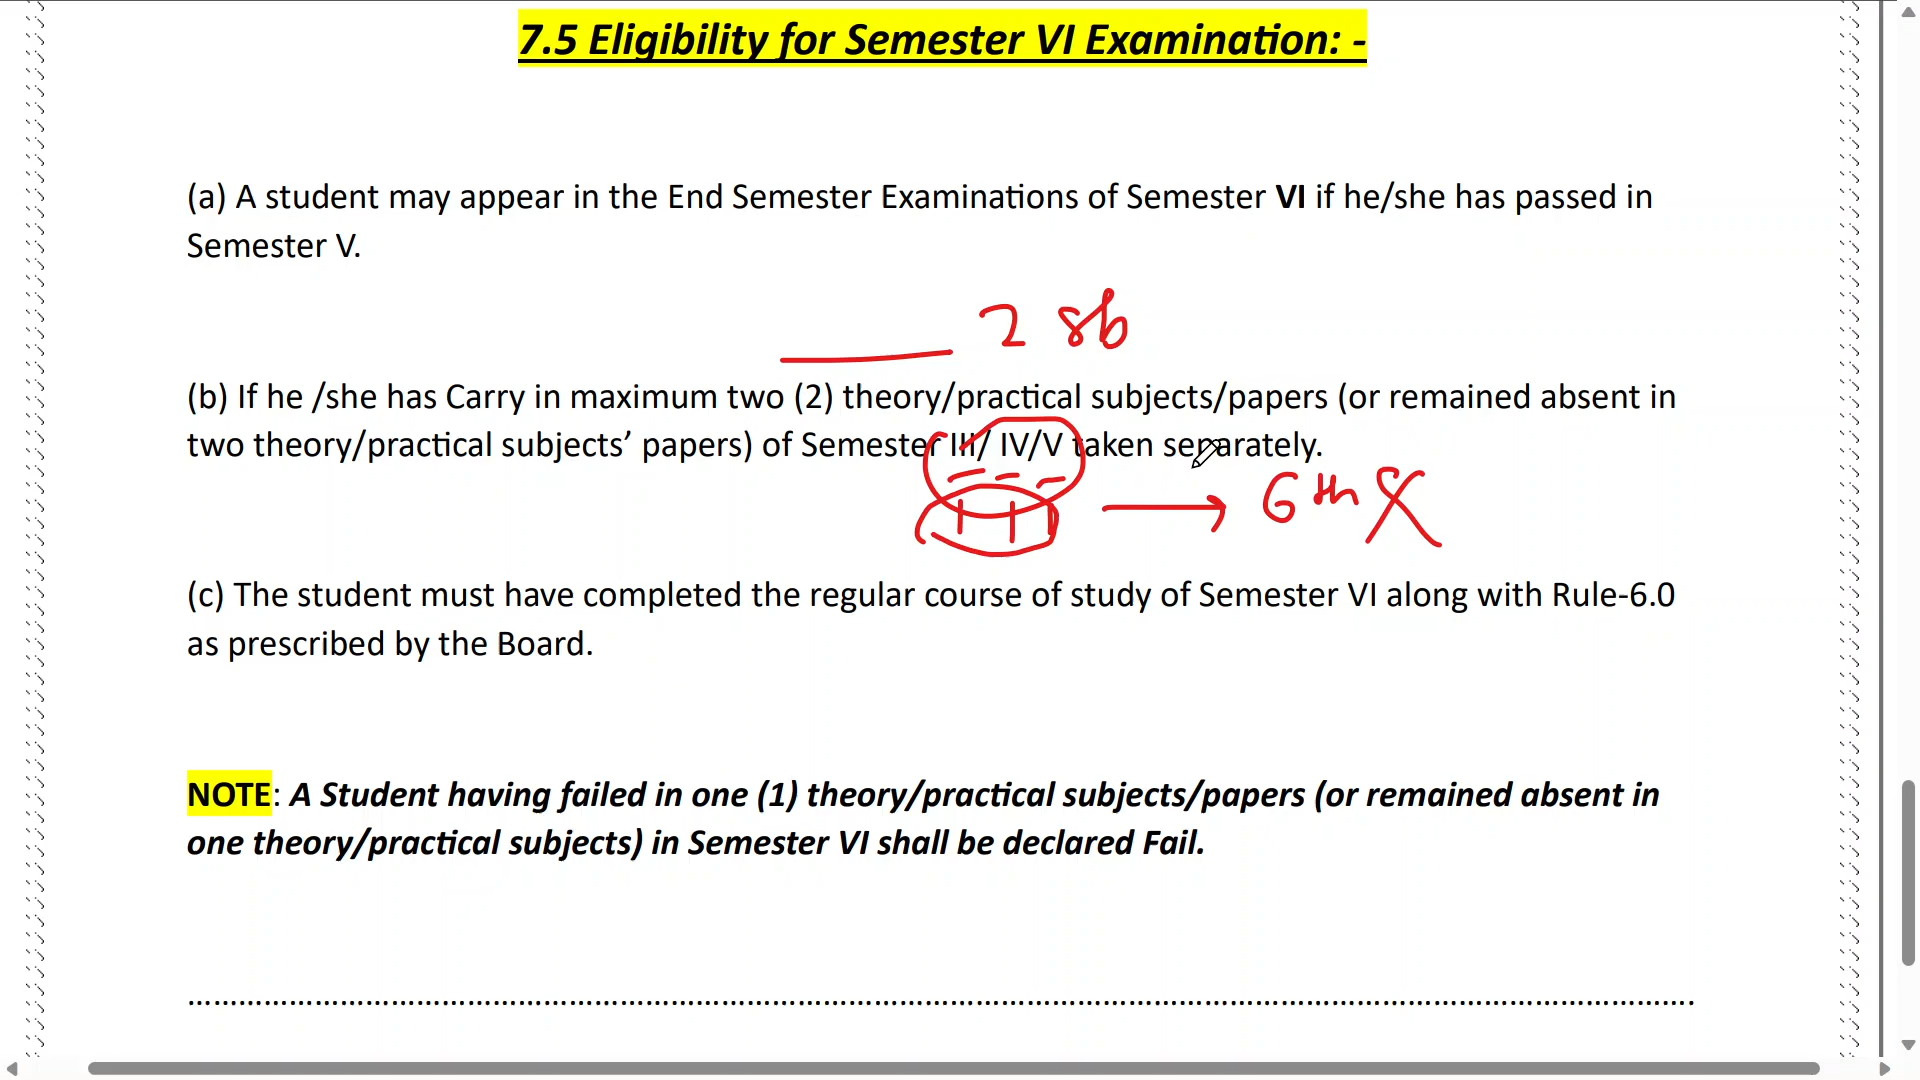 7.5 Eligibility for Semester VI Examination: -
(a) A student may appear in the End Semester Examinations of Semester VI if he/she has passed in
Semester V.
2 sb
(b) If he /she has Carry in maximum two (2) theory/practical subjects/papers (or remained absent in
two theory/practical subjects’ papers) of Semester III/ IV/V taken separately.
6th
(c) The student must have completed the regular course of study of Semester VI along with Rule-6.0
as prescribed by the Board.
NOTE: A Student having failed in one (1) theory/practical subjects/papers (or remained absent in
one theory/practical subjects) in Semester VI shall be declared Fail.